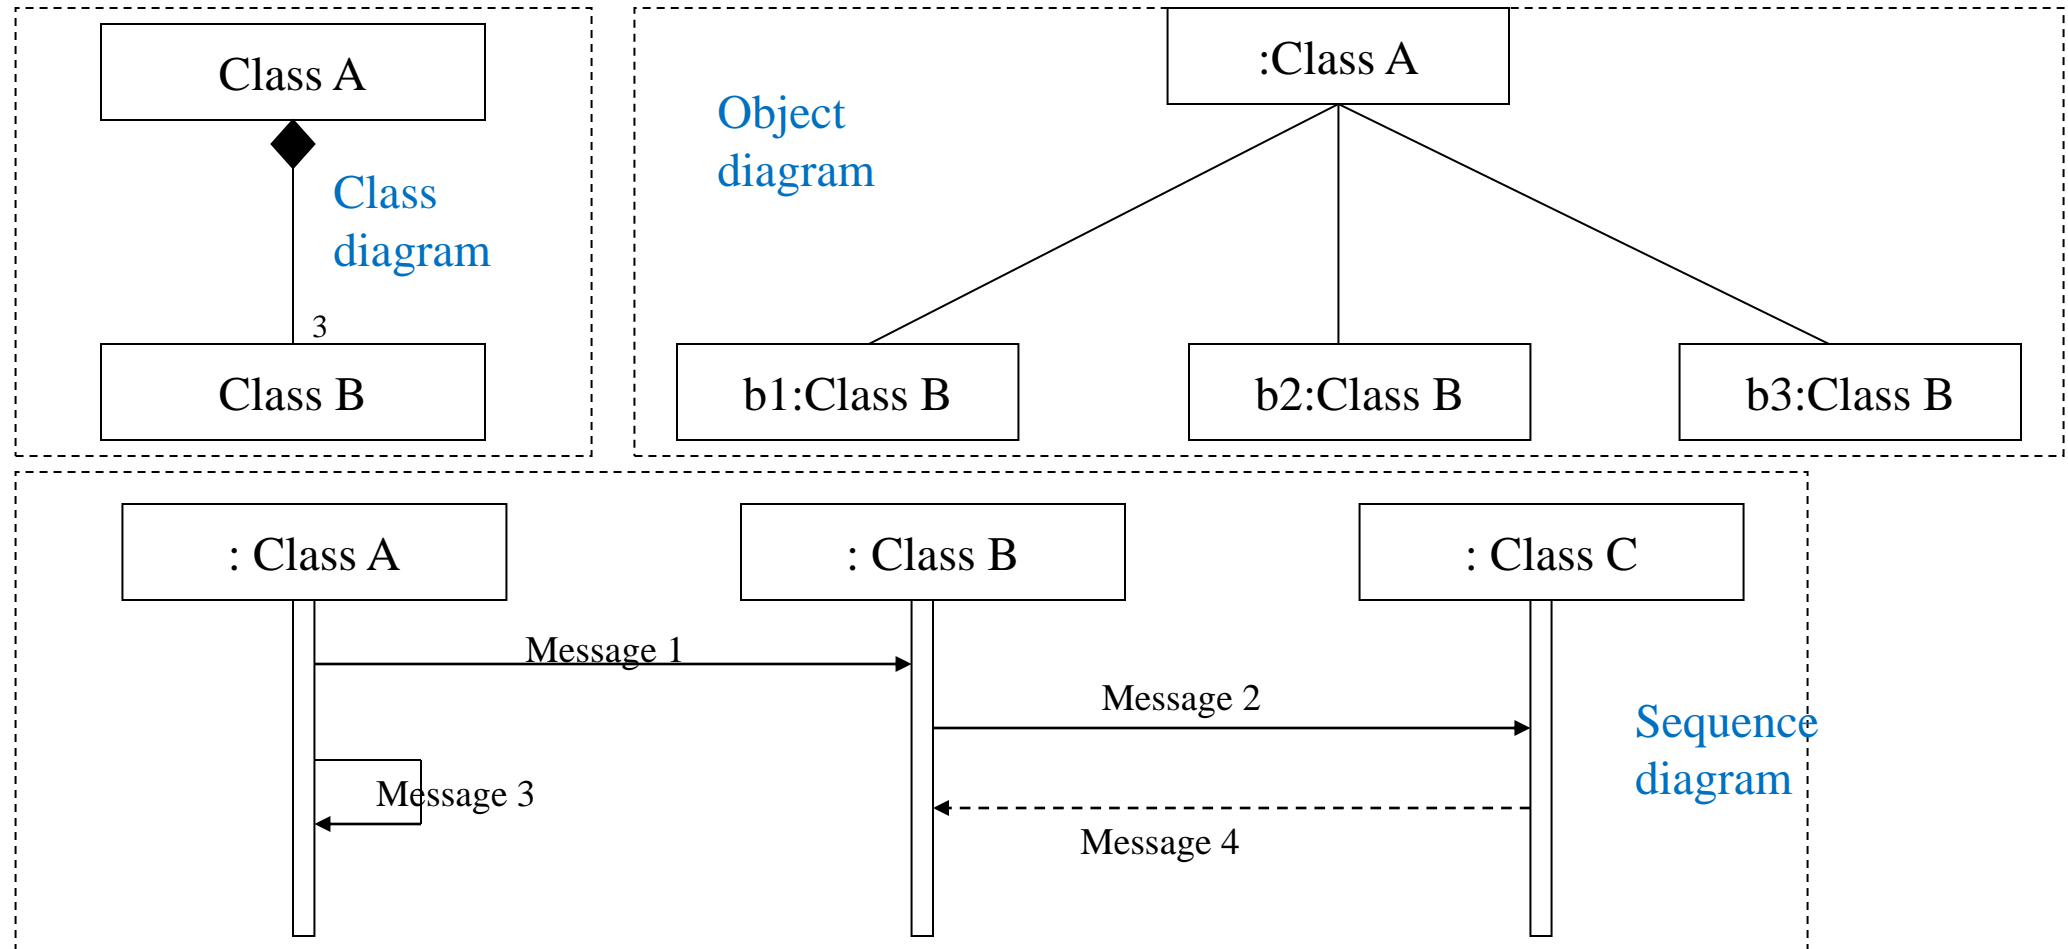 Class A
Class
diagram
3
Class B
:Class A
Object
diagram
b1:Class B
b2:Class B
b3:Class B
: Class A
: Class B
: Class C
Message 1
Message 2
Message 3
Message 4
Sequence
diagram